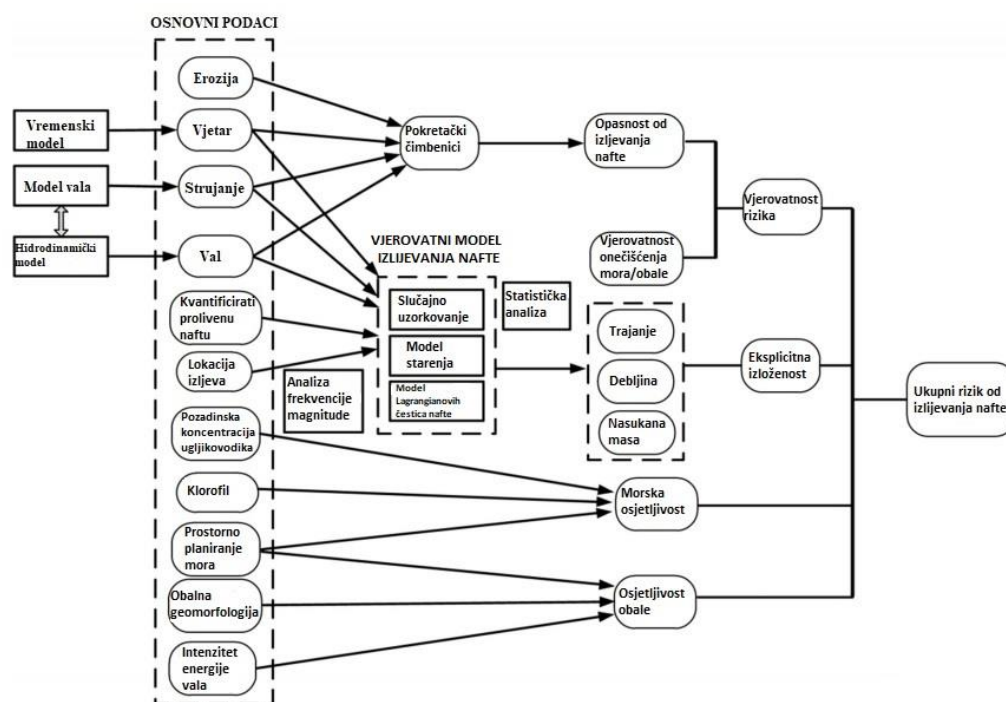 OSNOVNI PODACI
Erozija
Vremenski
model
Vjetar
Model vala
Strujanje
Hidrodinamički
model
Val
Kvantificirati
prolivenu
naftu
Lokacija
izljeva
Pozadinska
koncentracija
ugljikovodika
Klorofil
Prostorno
planiranje
mora
Obalna
geomorfologija
Intenzitet
energije
vala
Pokretački
čimbenici
VJEROVATNI MODEL
IZLIJEVANJA NAFTE
Slučajno
uzorkovanje
Model
starenja
Model
Lagrangianovih
čestica nafte
Statistička
analiza
Analiza
frekvencije
magnitude
Opasnost od
izljevanja
nafte
Vjerovatnost
onečišćenja
mora/obale
Trajanje
Debljina
Nasukana
masa
Morska
osjetljivost
Osjetljivost
obale
Vjerovatnost
rizika
Eksplicitna
izloženost
Ukupni rizik od
izlijevanja nafte